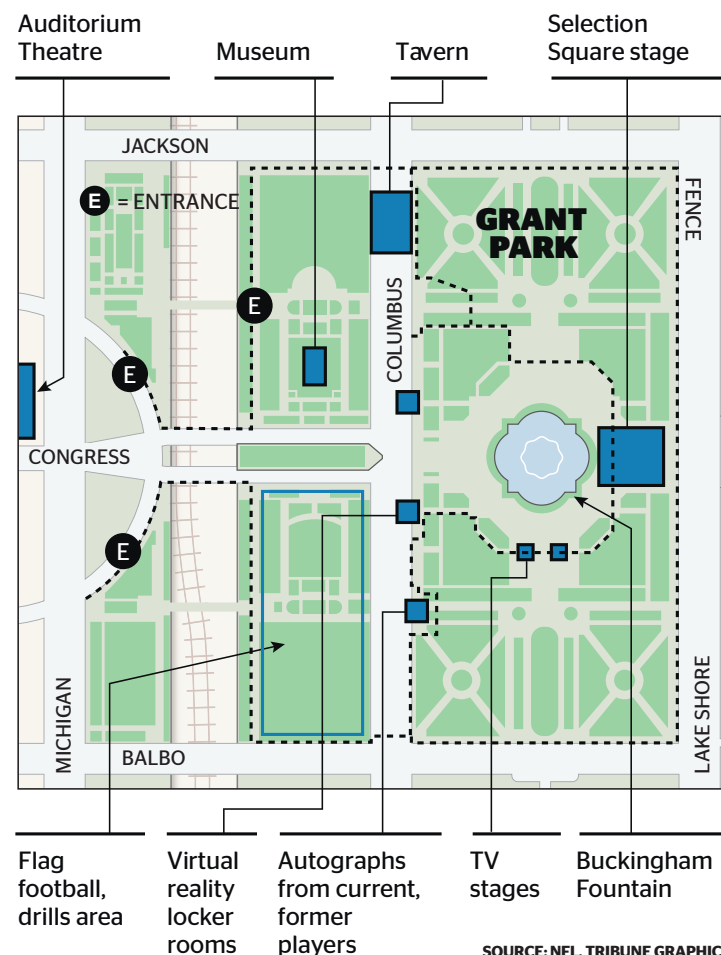 Auditorium
Theatre
Museum
Tavern
Selection
Square stage
JACKSON
E = ENTRANCE
FENCE
GRANT
PARK
E
COLUMBUS
E
CONGRESS
E
MICHIGAN
LAKE SHORE
BALBO
Flag
football,
drills area
Virtual
reality
locker
rooms
Autographs
from current,
former
players
TV
stages
Buckingham
Fountain
SOURCE: NFL, TRIBUNE GRAPHIC